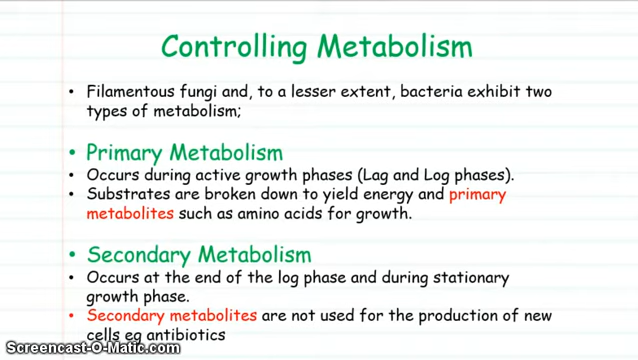 Controlling Metabolism
• Filamentous fungi and, to a lesser extent, bacteria exhibit two
types of metabolism;
• Primary Metabolism
• Occurs during active growth phases (Lag and Log phases).
• Substrates are broken down to yield energy and primary
metabolites such as amino acids for growth.
• Secondary Metabolism
• Occurs at the end of the log phase and during stationary
growth phase.
• Secondary metabolites are not used for the production of new
cells eg antibiotics
Screencast-O-Matic.com